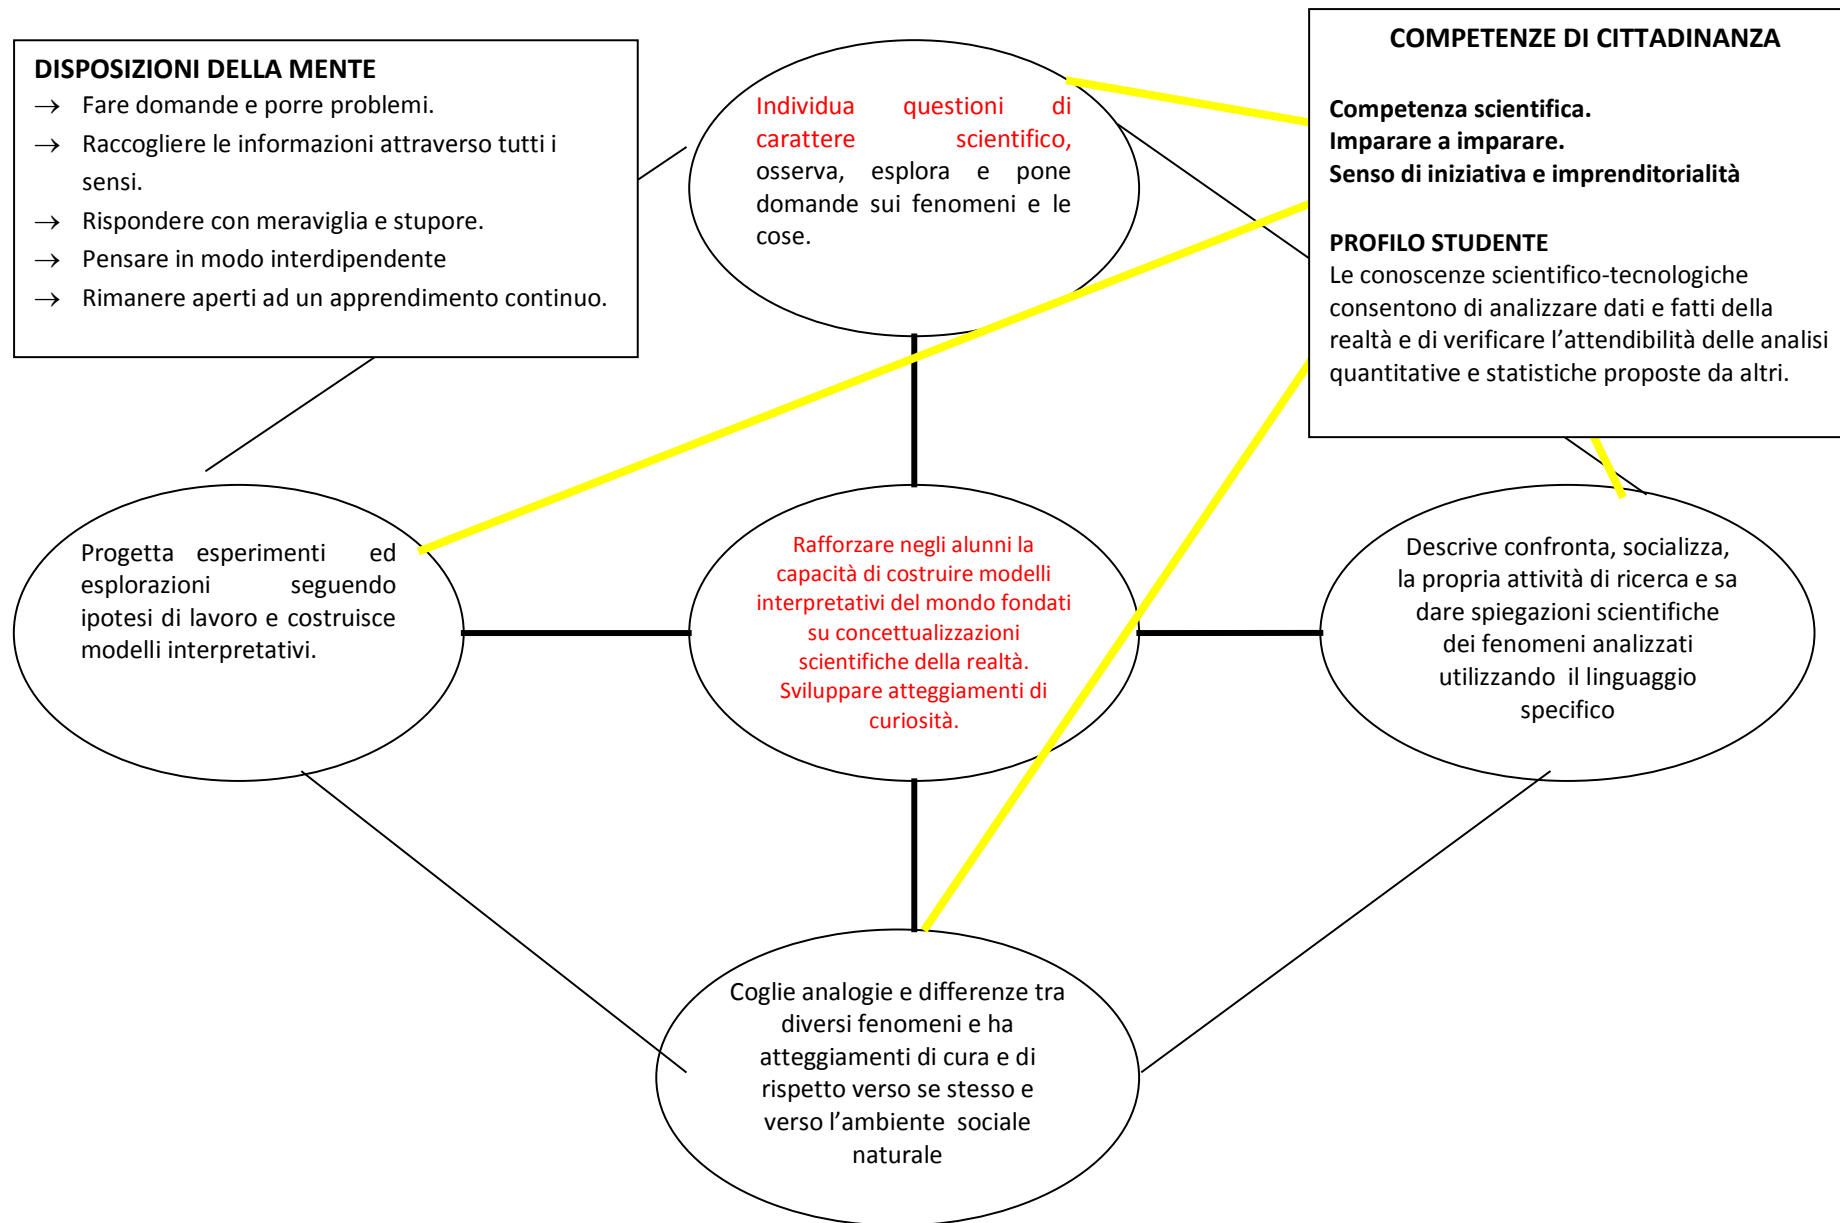 DISPOSIZIONI DELLA MENTE
→ Fare domande e porre problemi.
→ Raccogliere le informazioni attraverso tutti i
sensi.
→ Rispondere con meraviglia e stupore.
→ Pensare in modo interdipendente
→ Rimanere aperti ad un apprendimento continuo.
Individua questioni di
carattere scientifico,
osserva, esplora e pone
domande sui fenomeni e le
cose.
COMPETENZE DI CITTADINANZA
Competenza scientifica.
Imparare a imparare.
Senso di iniziativa e imprenditorialità
PROFILO STUDENTE
Le conoscenze scientifico-tecnologiche
consentono di analizzare dati e fatti della
realtà e di verificare l’attendibilità delle analisi
quantitative e statistiche proposte da altri.
Progetta esperimenti ed
esplorazioni seguendo
ipotesi di lavoro e costruisce
modelli interpretativi.
Rafforzare negli alunni la
capacità di costruire modelli
interpretativi del mondo fondati
su concettualizzazioni
scientifiche della realtà.
Sviluppare atteggiamenti di
curiosità.
Descrive confronta, socializza,
la propria attività di ricerca e sa
dare spiegazioni scientifiche
dei fenomeni analizzati
utilizzando il linguaggio
specifico
Coglie analogie e differenze tra
diversi fenomeni e ha
atteggiamenti di cura e di
rispetto verso se stesso e
verso l’ambiente sociale
naturale